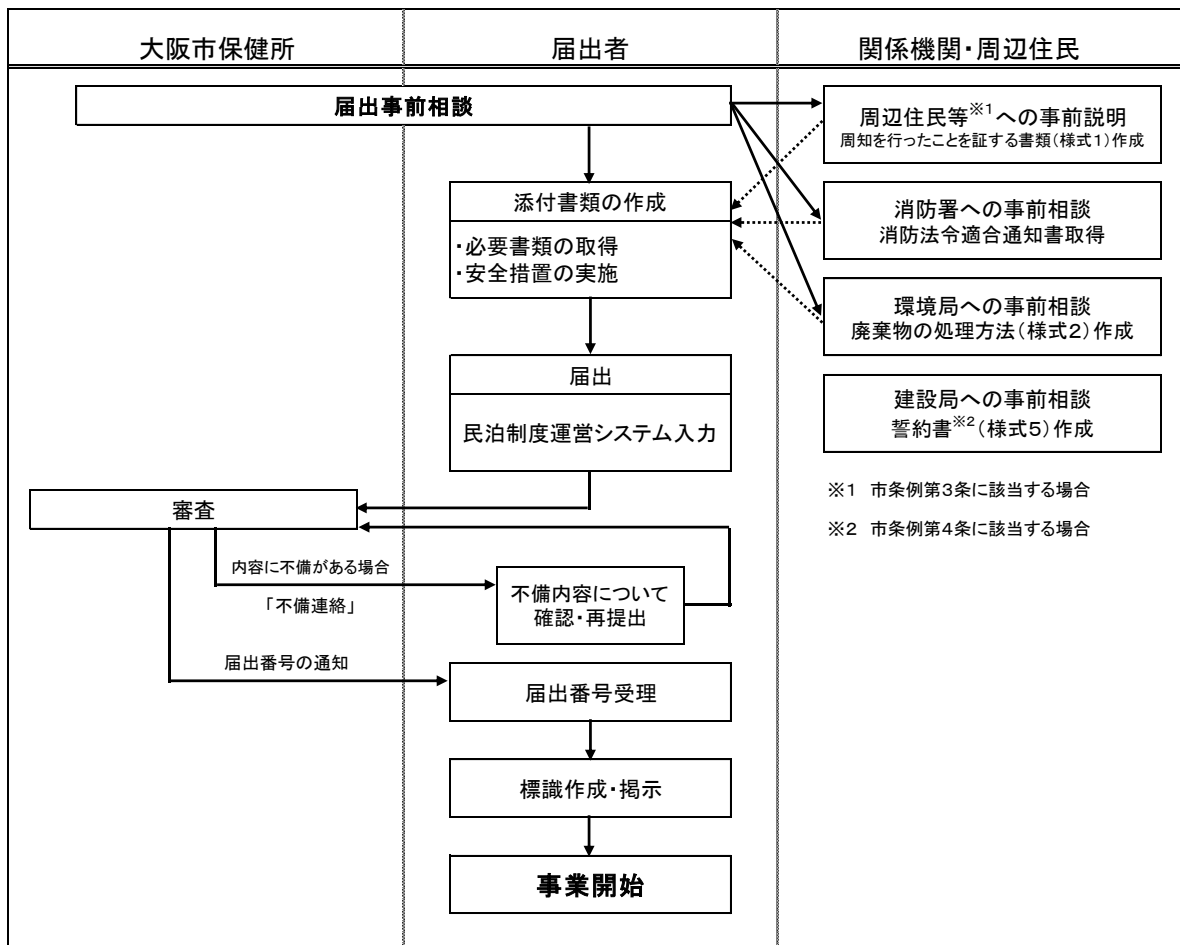 大阪市保健所
届出者
関係機関・周辺住民
届出事前相談
周辺住民等※1への事前説明
周知を行ったことを証する書類(様式1)作成
添付書類の作成
・必要書類の取得
・安全措置の実施
消防署への事前相談
消防法令適合通知書取得
環境局への事前相談
廃棄物の処理方法(様式2)作成
届出
民泊制度運営システム入力
建設局への事前相談
誓約書※2(様式5)作成
※1 市条例第3条に該当する場合
※2 市条例第4条に該当する場合
審査
内容に不備がある場合
「不備連絡」
不備内容について
確認・再提出
届出番号の通知
届出番号受理
標識作成・掲示
事業開始